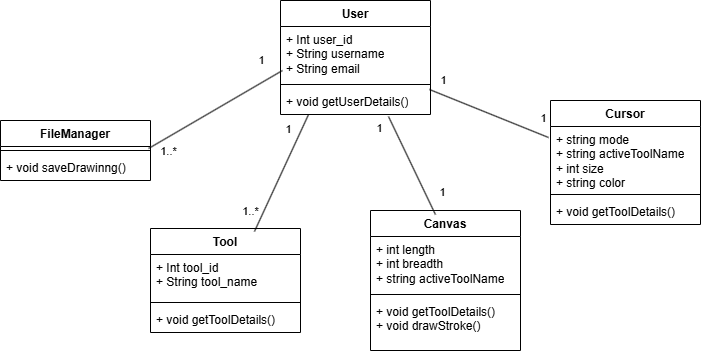 User
+ Int user_id
+ String username
+ String email
+ void getUserDetails()
1
1
1
1
1
1..*
1..*
1
FileManager
+ void saveDrawinng()
Cursor
+ string mode
+ string activeToolName
+ int size
+ string color
+ void getToolDetails()
Tool
+ Int tool_id
+ String tool_name
+ void getToolDetails()
Canvas
+ int length
+ int breadth
+ string activeToolName
+ void getToolDetails()
+ void drawStroke()